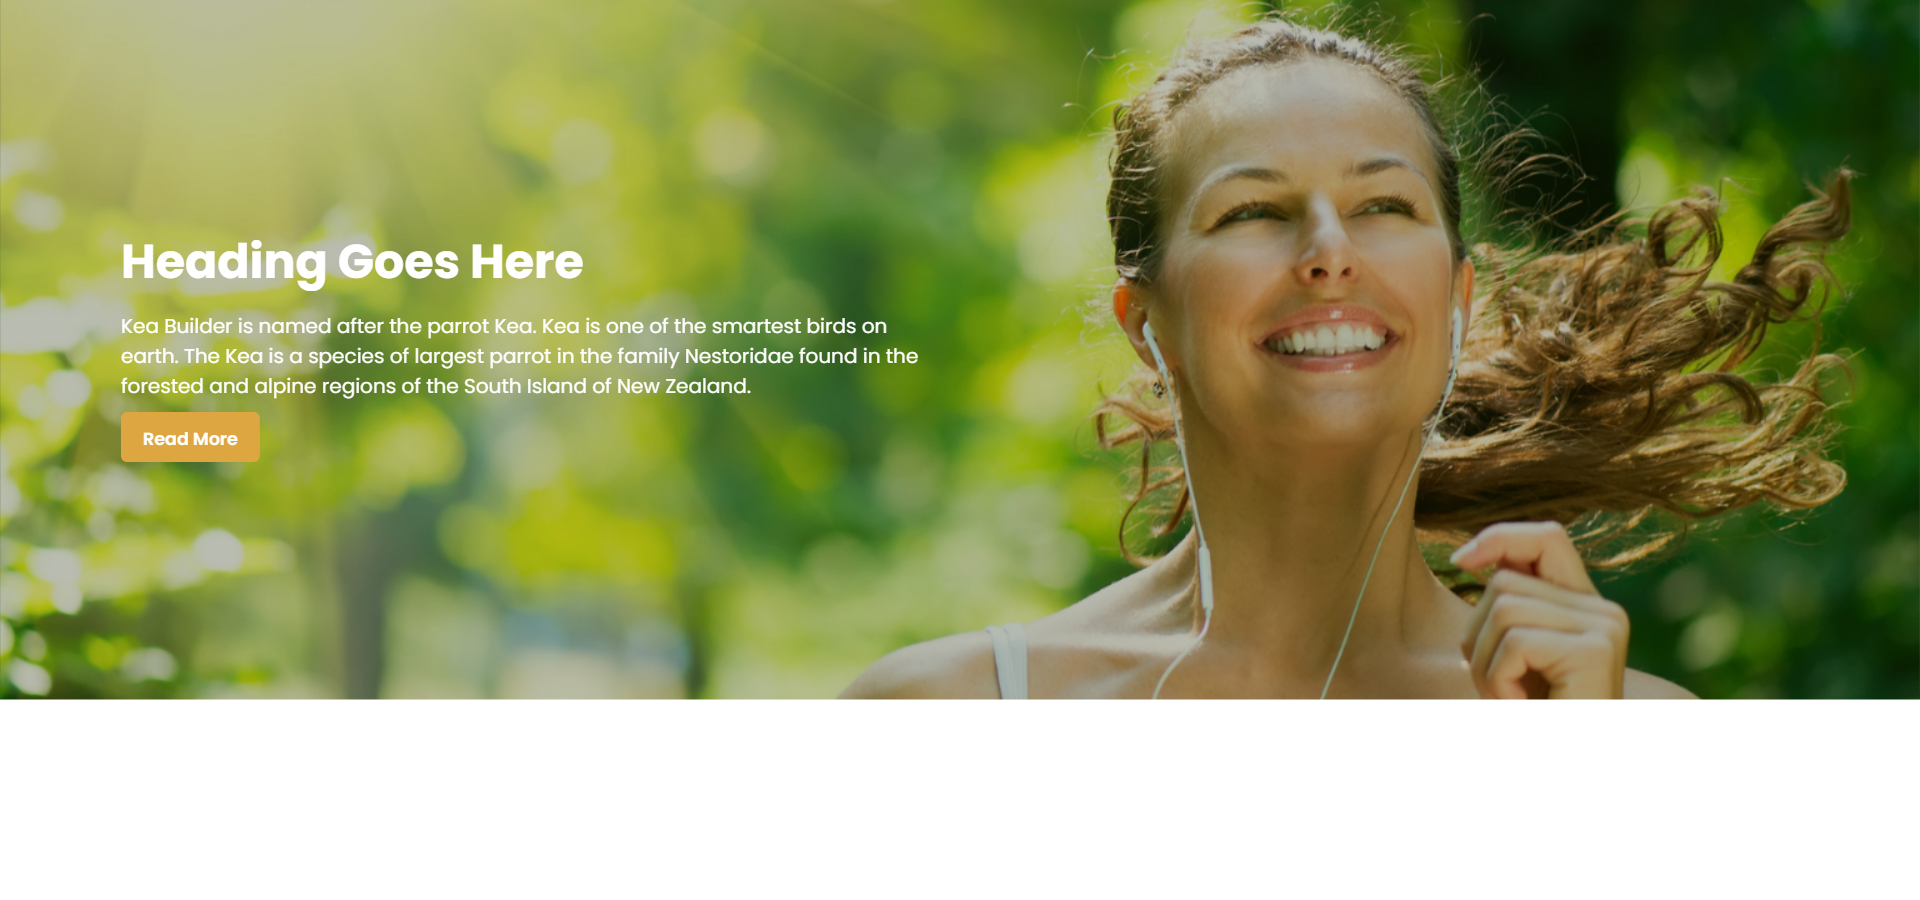 Heading Goes Here
Kea Builder is named after the parrot Kea. Kea is one of the smartest birds on
earth. The Kea is a species of largest parrot in the family Nestoridae found in the
forested and alpine regions of the South Island of New Zealand.
Read More